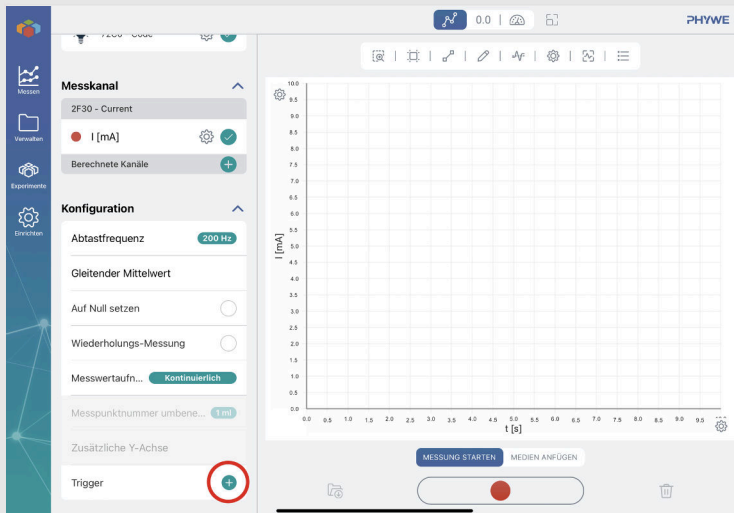 0.0
PHYWE
Messen
Verwalten
Experimente
Einrichten
Messkanal
2F30 - Current
I [mA]
Berechnete Kanäle
Konfiguration
Abtastfrequenz 200 Hz
Gleitender Mittelwert
Auf Null setzen
Wiederholungs-Messung
Messwertaufn... Kontinuierlich
Messpunktnummer umbene... 1 ml
Zusätzliche Y-Achse
Trigger
10.0
9.5
9.0
8.5
8.0
7.5
7.0
6.5
6.0
5.5
5.0
4.5
4.0
3.5
3.0
2.5
2.0
1.5
1.0
0.5
0.0
I [mA]
0.0 0.5 1.0 1.5 2.0 2.5 3.0 3.5 4.0 4.5 5.0 5.5 6.0 6.5 7.0 7.5 8.0 8.5 9.0 9.5
t [s]
MESSUNG STARTEN MEDIEN ANFÜGEN